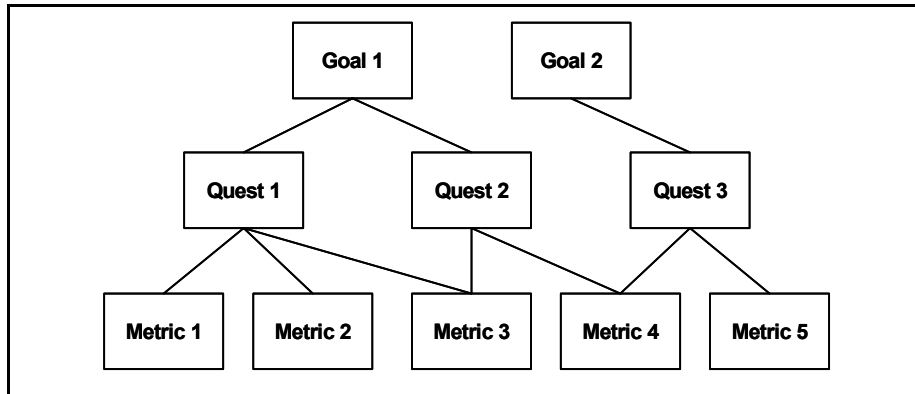 Goal 1
Goal 2
Quest 1
Quest 2
Quest 3
Metric 1
Metric 2
Metric 3
Metric 4
Metric 5